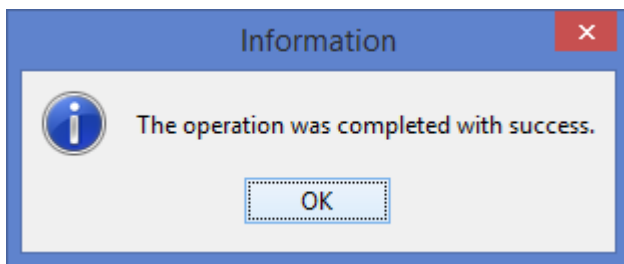 Information
The operation was completed with success.
OK